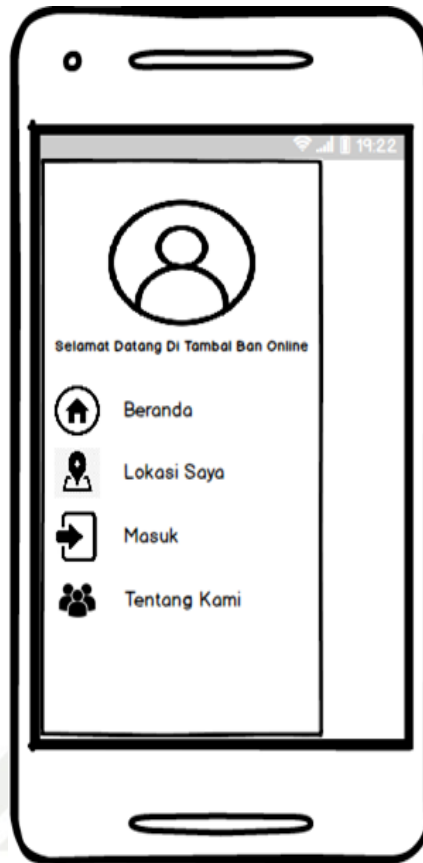 19:22
Selamat Datang Di Tambal Ban Online
Beranda
Lokasi Saya
Masuk
Tentang Kami